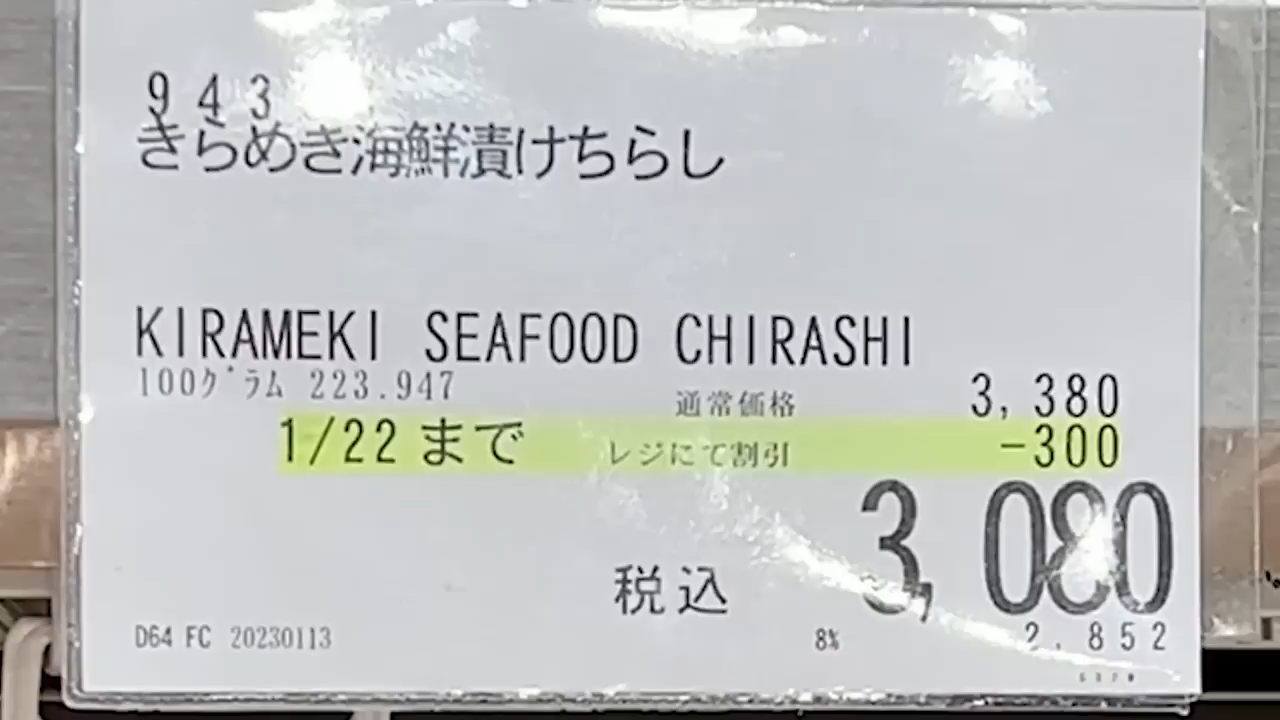 943
きらめき海鮮漬けちらし
KIRAMEKI SEAFOOD CHIRASHI
100グラム 223.947
通常価格 3,380
1/22 まで レジにて割引 -300
税込 3,080
D64 FC 20230113 8% 2.852